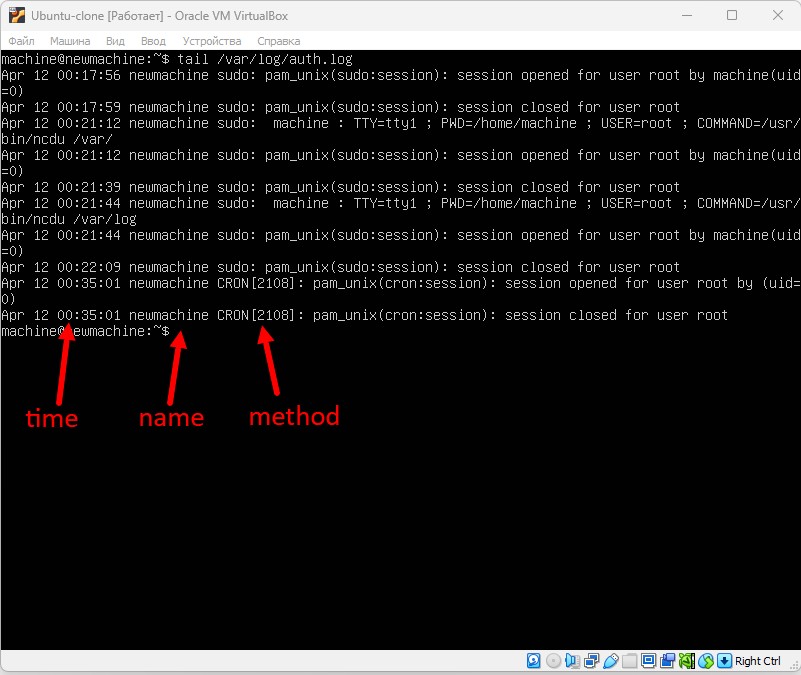 Ubuntu-clone [Работает] - Oracle VM VirtualBox
Файл Машина Вид Ввод Устройства Справка
machine@newmachine:~$ tail /var/log/auth.log
Apr 12 00:17:56 newmachine sudo: pam_unix(sudo:session): session opened for user root by machine(uid
=0)
Apr 12 00:17:59 newmachine sudo: pam_unix(sudo:session): session closed for user root
Apr 12 00:21:12 newmachine sudo:  machine : TTY=tty1 ; PWD=/home/machine ; USER=root ; COMMAND=/usr/
bin/ncdu /var/
Apr 12 00:21:12 newmachine sudo: pam_unix(sudo:session): session opened for user root by machine(uid
=0)
Apr 12 00:21:39 newmachine sudo: pam_unix(sudo:session): session closed for user root
Apr 12 00:21:44 newmachine sudo:  machine : TTY=tty1 ; PWD=/home/machine ; USER=root ; COMMAND=/usr/
bin/ncdu /var/log
Apr 12 00:21:44 newmachine sudo: pam_unix(sudo:session): session opened for user root by machine(uid
=0)
Apr 12 00:22:09 newmachine sudo: pam_unix(sudo:session): session closed for user root
Apr 12 00:35:01 newmachine CRON[2108]: pam_unix(cron:session): session opened for user root by (uid=
0)
Apr 12 00:35:01 newmachine CRON[2108]: pam_unix(cron:session): session closed for user root
machine@newmachine:~$
time name method
Right Ctrl